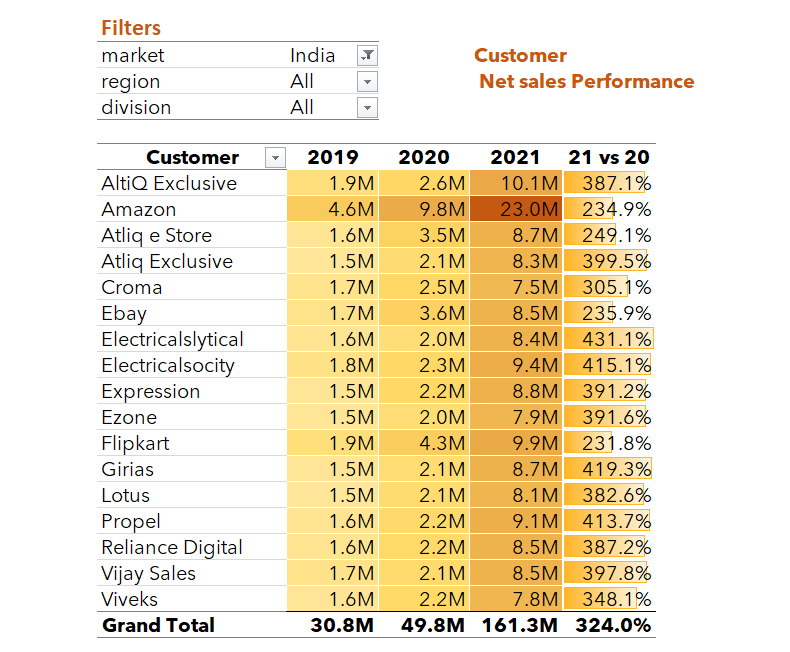 Filters
market India
region All
division All
Customer
Net sales Performance
Customer 2019 2020 2021 21 vs 20
AltiQ Exclusive 1.9M 2.6M 10.1M 387.1%
Amazon 4.6M 9.8M 23.0M 234.9%
Atliq e Store 1.6M 3.5M 8.7M 249.1%
Atliq Exclusive 1.5M 2.1M 8.3M 399.5%
Croma 1.7M 2.5M 7.5M 305.1%
Ebay 1.7M 3.6M 8.5M 235.9%
Electricalslytical 1.6M 2.0M 8.4M 431.1%
Electricalsocity 1.8M 2.3M 9.4M 415.1%
Expression 1.5M 2.2M 8.8M 391.2%
Ezone 1.5M 2.0M 7.9M 391.6%
Flipkart 1.9M 4.3M 9.9M 231.8%
Girias 1.5M 2.1M 8.7M 419.3%
Lotus 1.5M 2.1M 8.1M 382.6%
Propel 1.6M 2.2M 9.1M 413.7%
Reliance Digital 1.6M 2.2M 8.5M 387.2%
Vijay Sales 1.7M 2.1M 8.5M 397.8%
Viveks 1.6M 2.2M 7.8M 348.1%
Grand Total 30.8M 49.8M 161.3M 324.0%